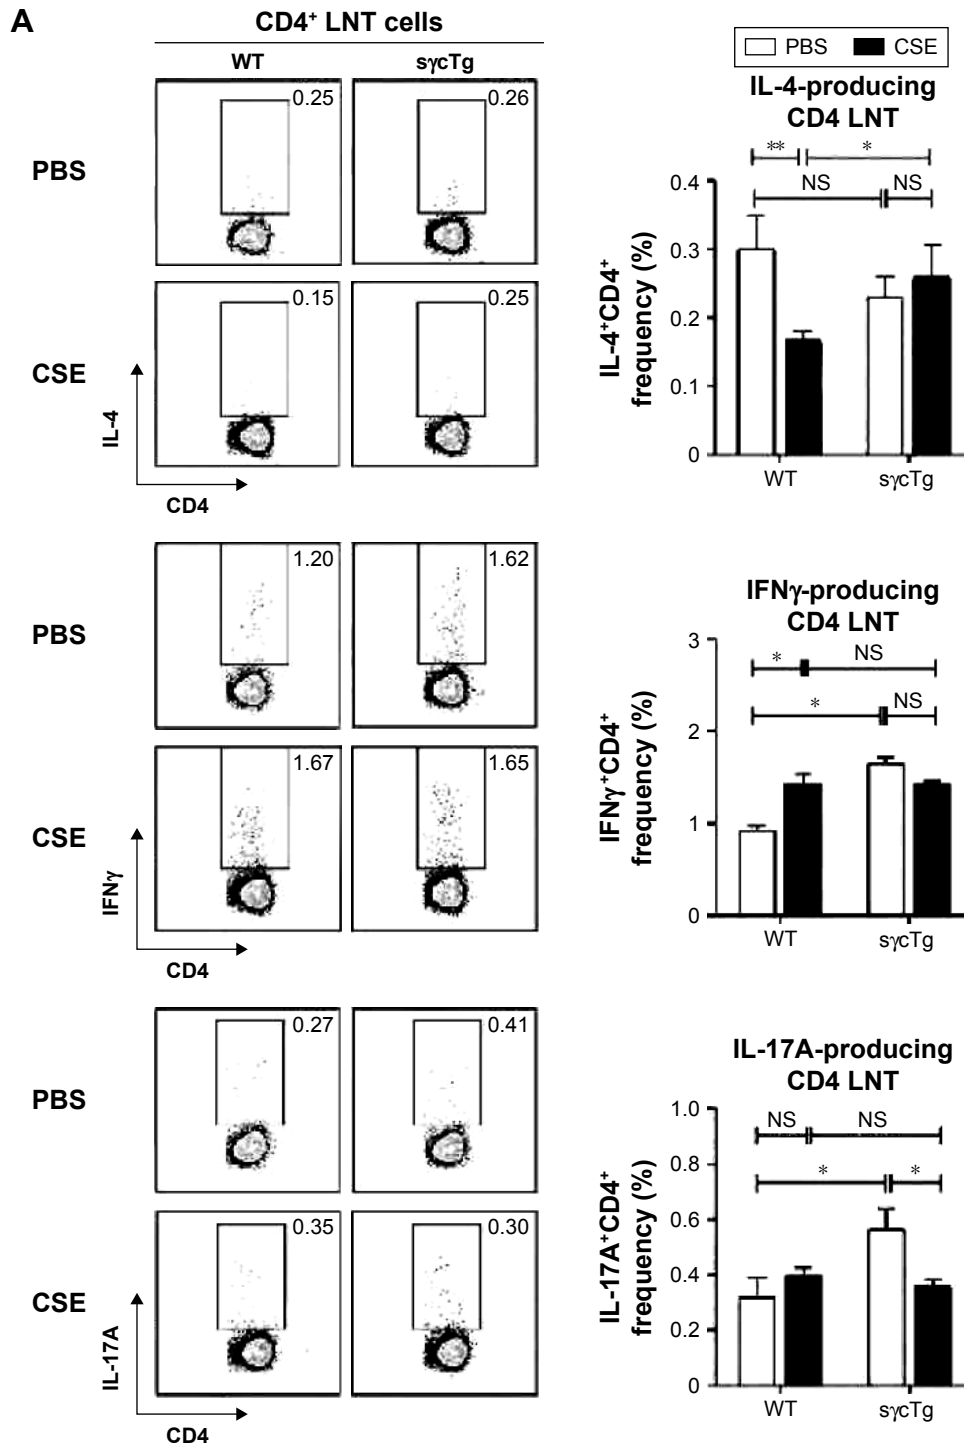 A
CD4+ LNT cells
WT sγcTg
PBS
0.25 0.26
CSE
0.15 0.25
IL-4
CD4
PBS CSE
IL-4-producing
CD4 LNT
** *
NS NS
0.4
0.3
0.2
0.1
0
IL-4+CD4+
frequency (%)
WT sγcTg
PBS
1.20 1.62
CSE
1.67 1.65
IFNγ
CD4
IFNγ-producing
CD4 LNT
* NS
* NS
3
2
1
0
IFNγ+CD4+
frequency (%)
WT sγcTg
PBS
0.27 0.41
CSE
0.35 0.30
IL-17A
CD4
IL-17A-producing
CD4 LNT
NS NS
* *
1.0
0.8
0.6
0.4
0.2
0
IL-17A+CD4+
frequency (%)
WT sγcTg